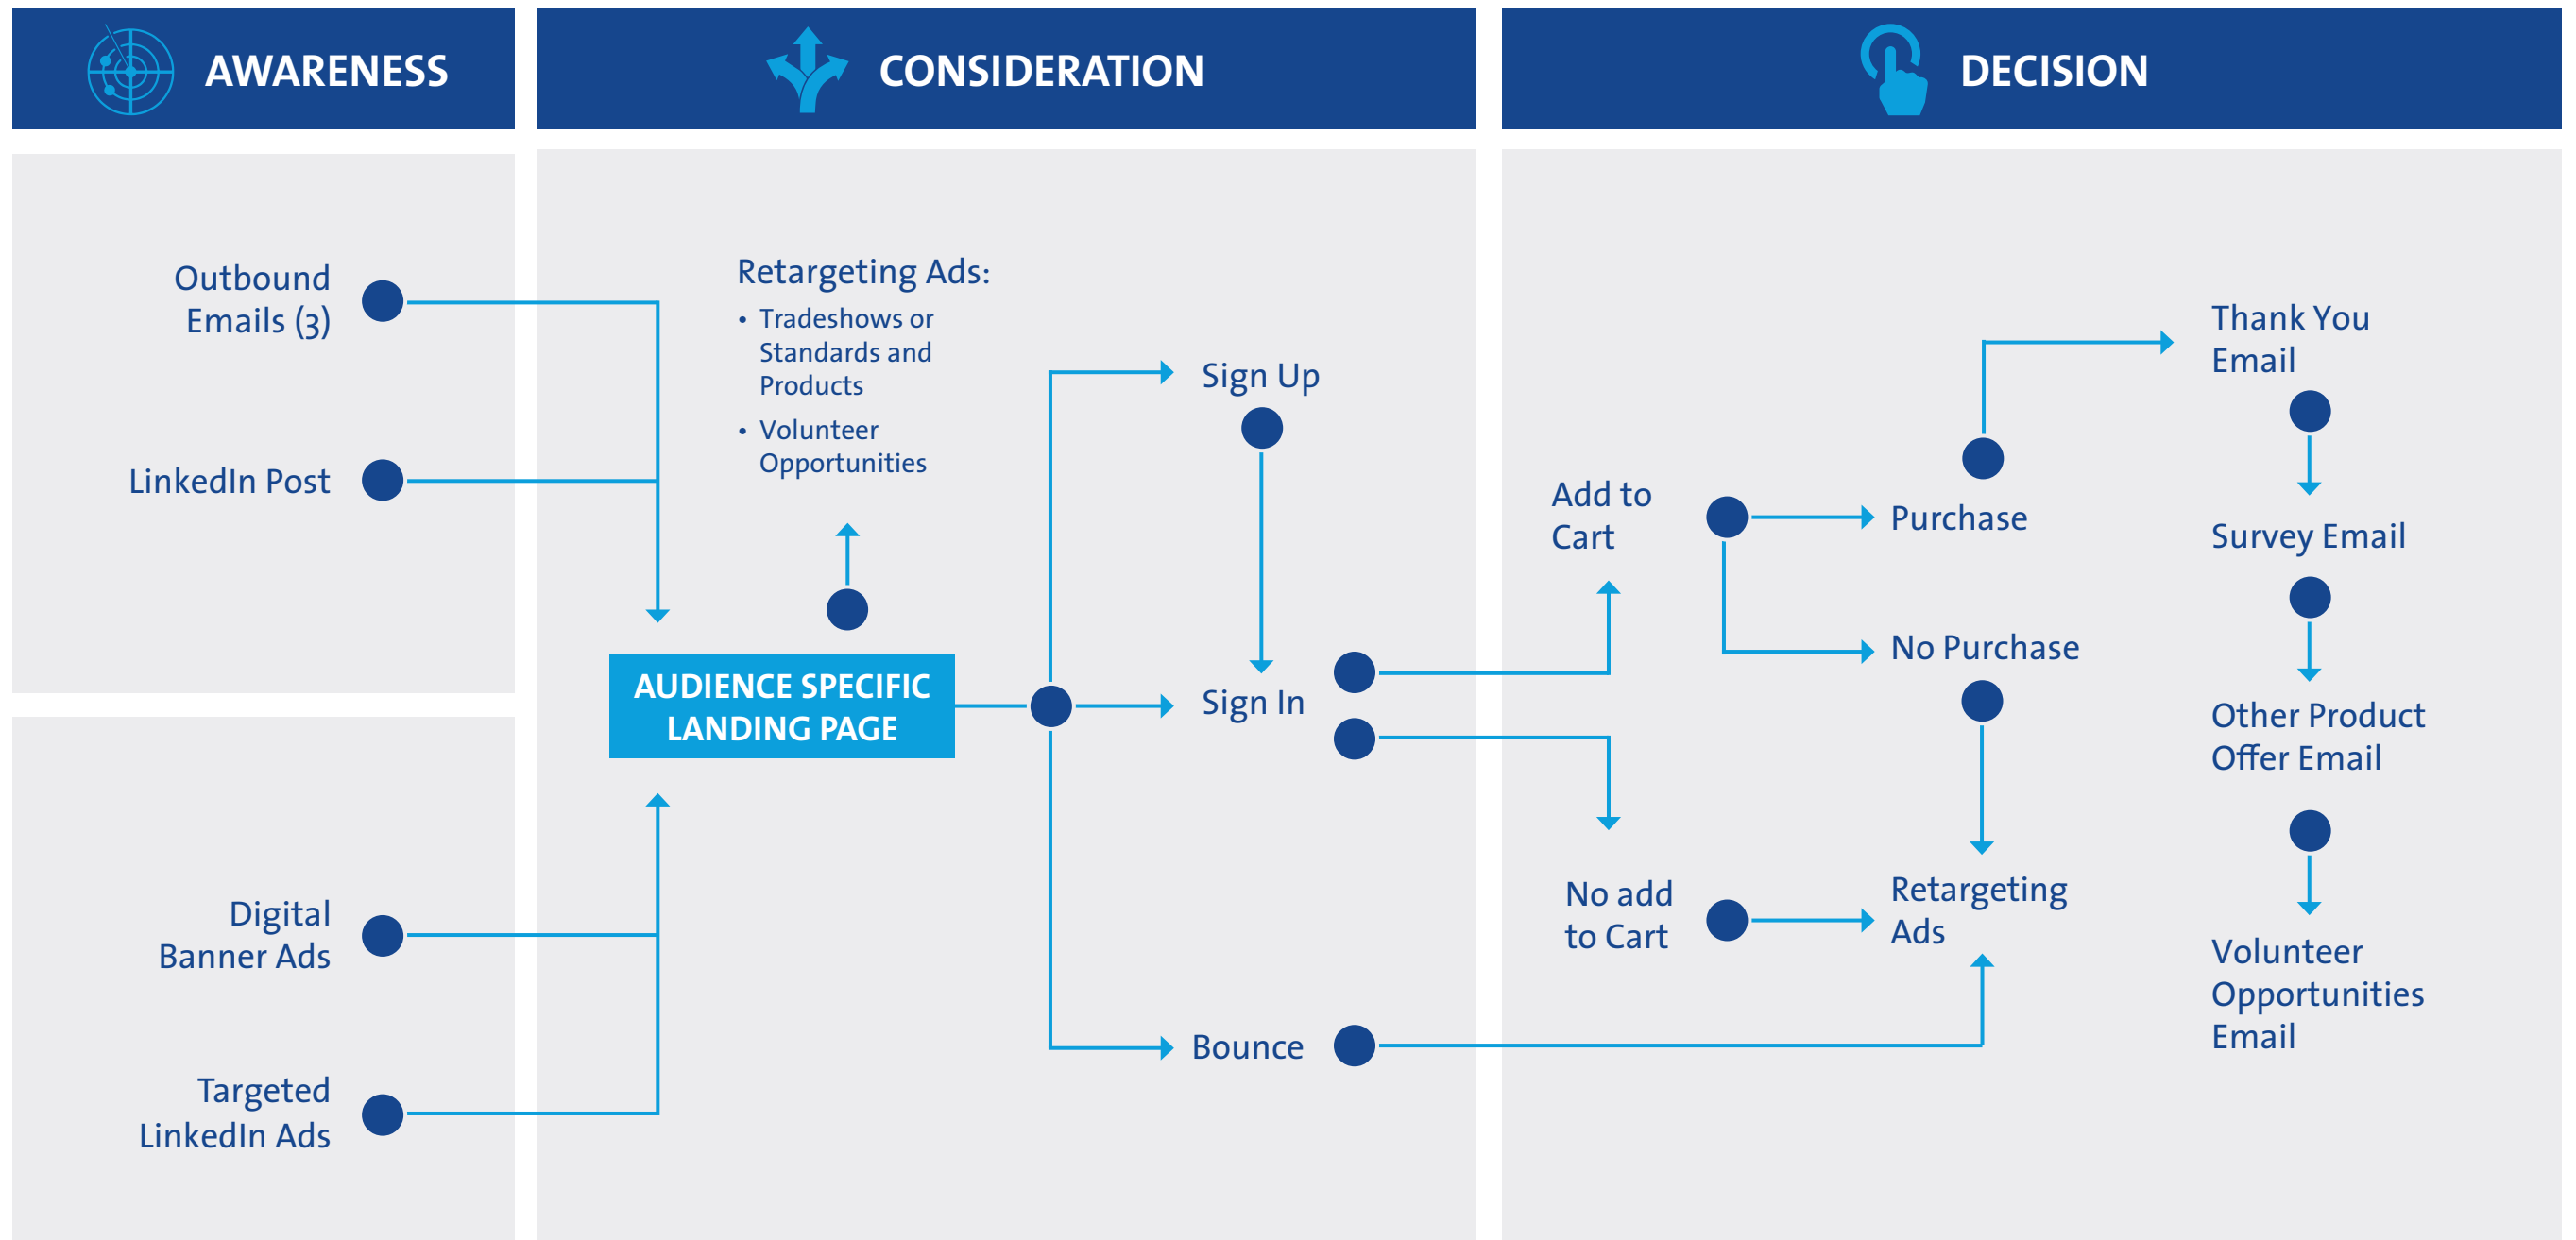 AWARENESS
CONSIDERATION
DECISION
Outbound
Emails (3)
LinkedIn Post
Digital
Banner Ads
Targeted
LinkedIn Ads
Retargeting Ads:
• Tradeshows or
Standards and
Products
• Volunteer
Opportunities
AUDIENCE SPECIFIC
LANDING PAGE
Sign Up
Sign In
Bounce
Add to
Cart
No add
to Cart
Purchase
No Purchase
Retargeting
Ads
Thank You
Email
Survey Email
Other Product
Offer Email
Volunteer
Opportunities
Email